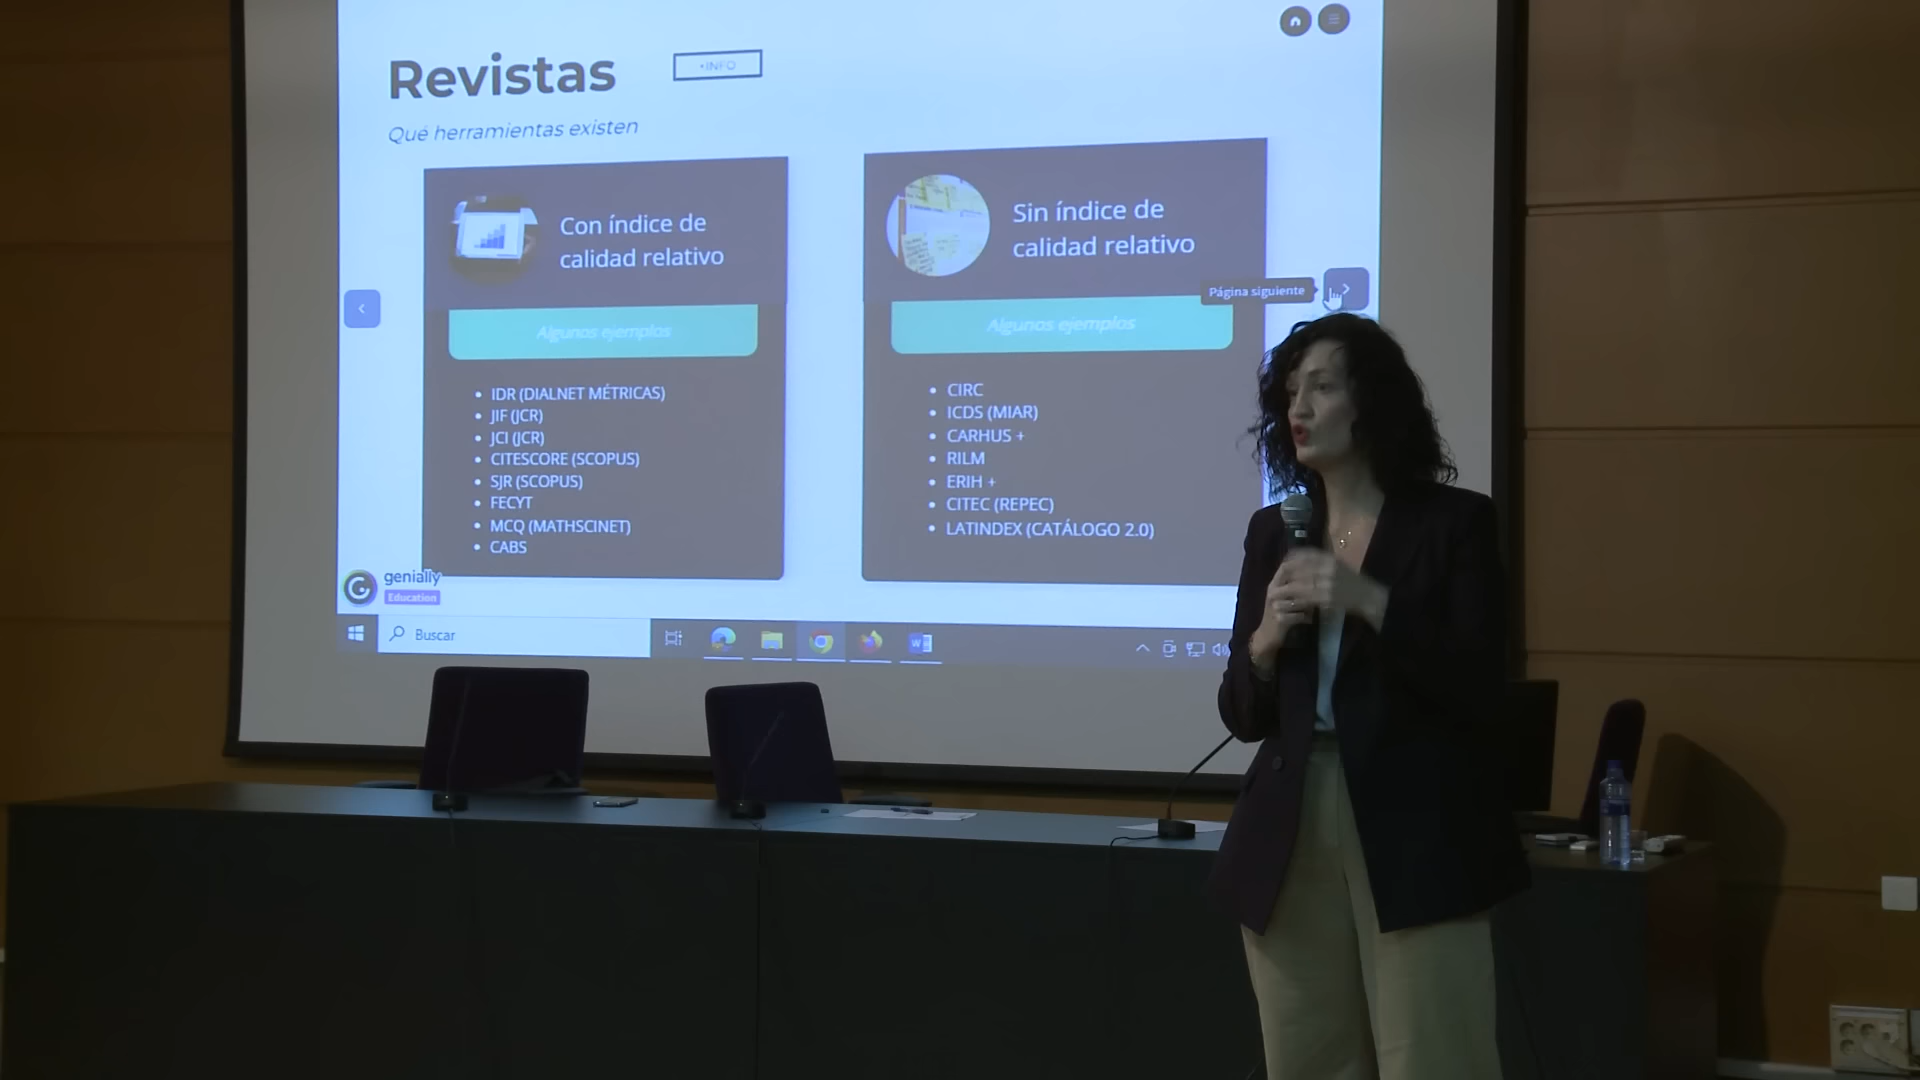 Revistas
+INFO
Qué herramientas existen
Con índice de
calidad relativo
Algunos ejemplos
• IDR (DIALNET MÉTRICAS)
• JIF (JCR)
• JCI (JCR)
• CITESCORE (SCOPUS)
• SJR (SCOPUS)
• FECYT
• MCQ (MATHSCINET)
• CABS
Sin índice de
calidad relativo
Algunos ejemplos
• CIRC
• ICDS (MIAR)
• CARHUS +
• RILM
• ERIH +
• CITEC (REPEC)
• LATINDEX (CATÁLOGO 2.0)
Página siguiente
genially
Education
Buscar